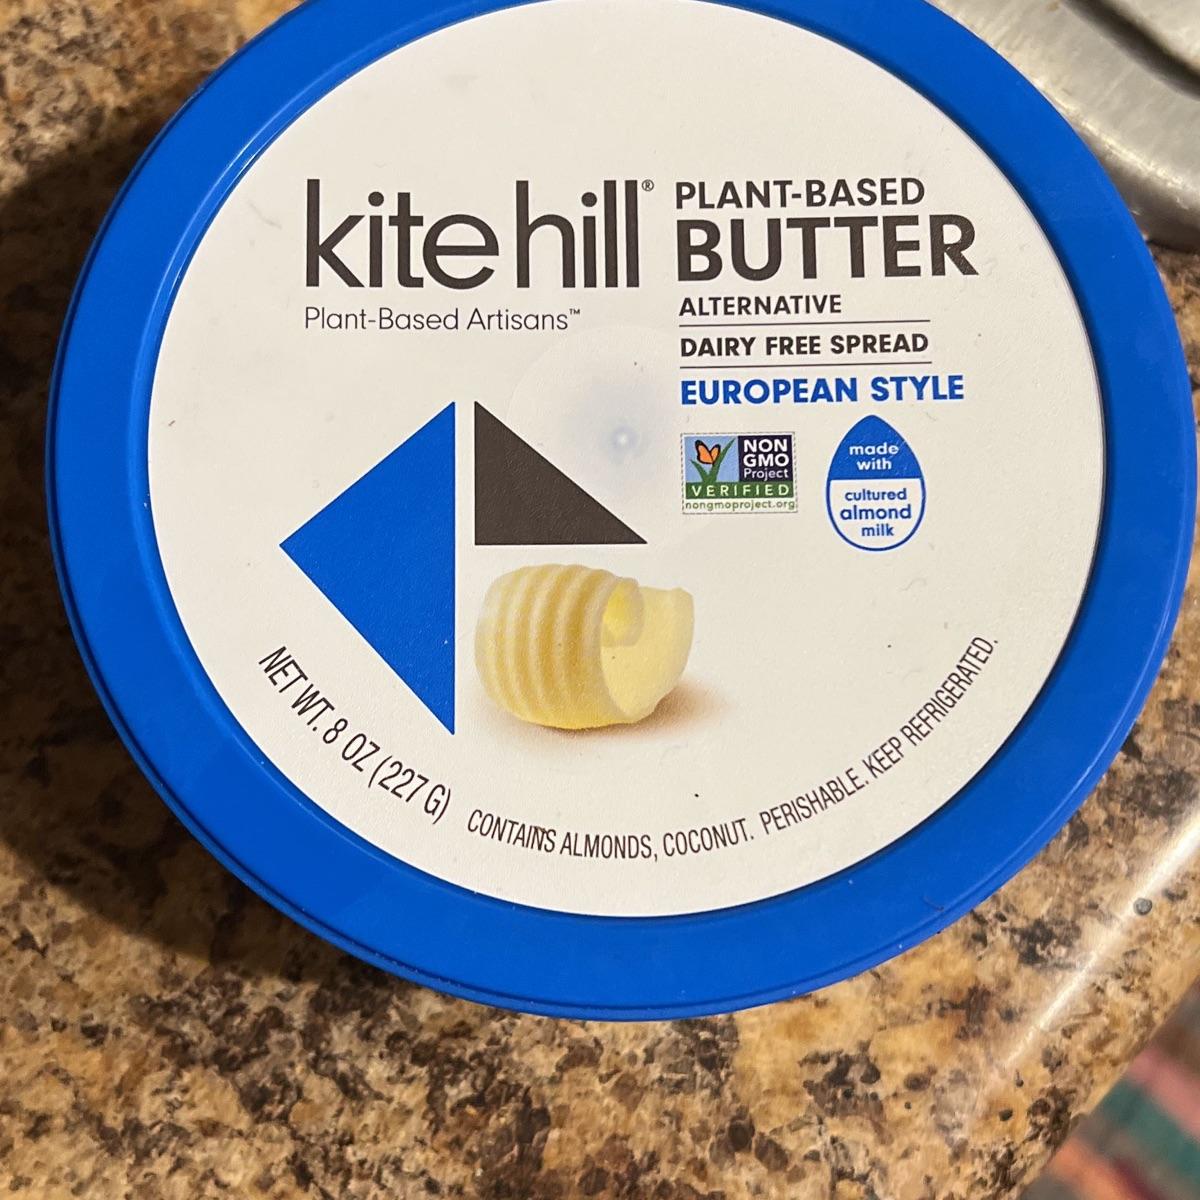 kite hill®
Plant-Based Artisans™
PLANT-BASED
BUTTER
ALTERNATIVE
DAIRY FREE SPREAD
EUROPEAN STYLE
NON
GMO
Project
VERIFIED
nongmoproject.org
made
with
cultured
almond
milk
NET WT. 8 OZ (227 G)
CONTAINS ALMONDS, COCONUT. PERISHABLE. KEEP REFRIGERATED.